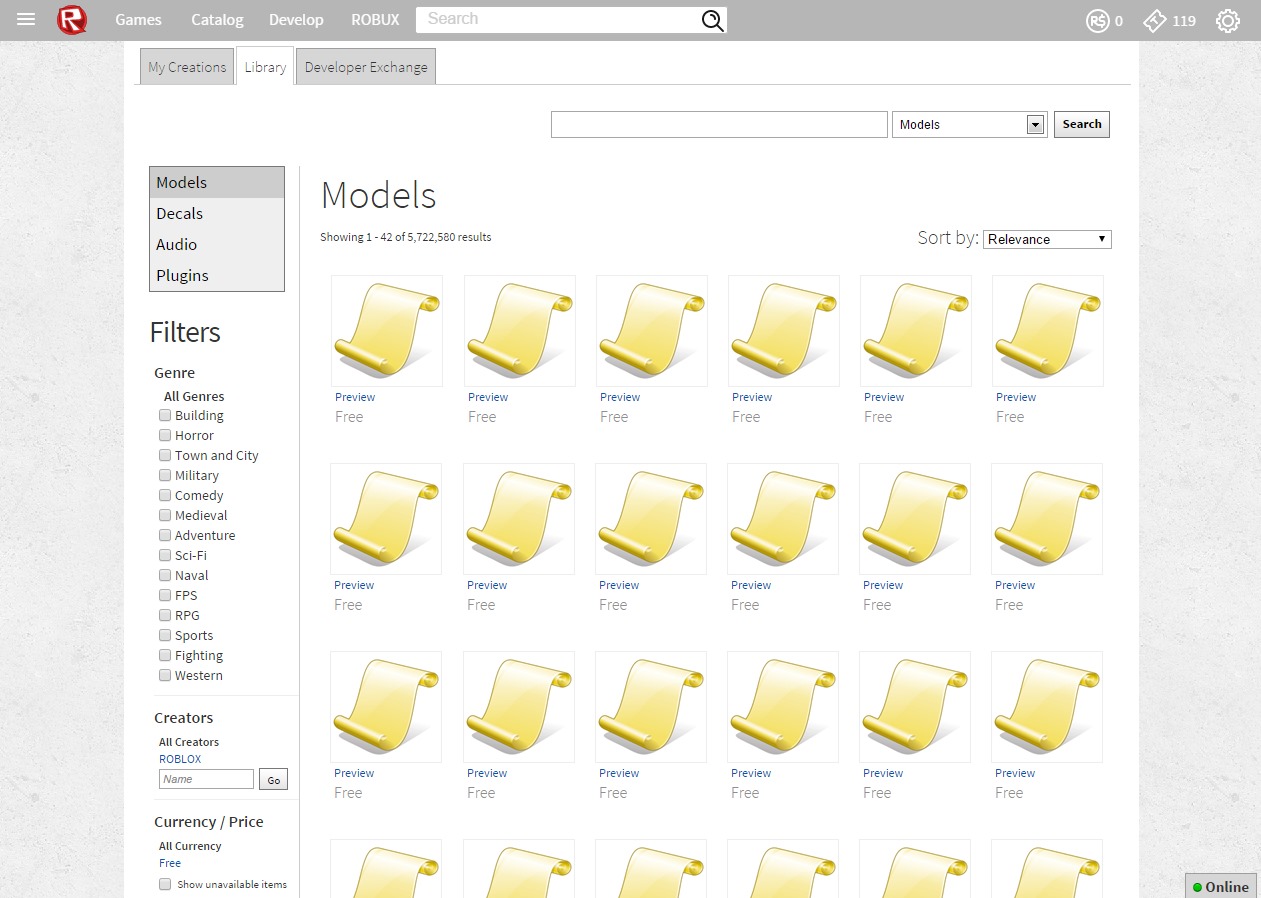 Games Catalog Develop ROBUX Search R$ 0 119
My Creations Library Developer Exchange
Models Search
Models
Decals
Audio
Plugins
Filters
Genre
All Genres
Building
Horror
Town and City
Military
Comedy
Medieval
Adventure
Sci-Fi
Naval
FPS
RPG
Sports
Fighting
Western
Creators
All Creators
ROBLOX
Name Go
Currency / Price
All Currency
Free
Show unavailable items
Models
Showing 1 - 42 of 5,722,580 results
Sort by: Relevance
Preview Preview Preview Preview Preview Preview
Free Free Free Free Free Free
Preview Preview Preview Preview Preview Preview
Free Free Free Free Free Free
Preview Preview Preview Preview Preview Preview
Free Free Free Free Free Free
Online